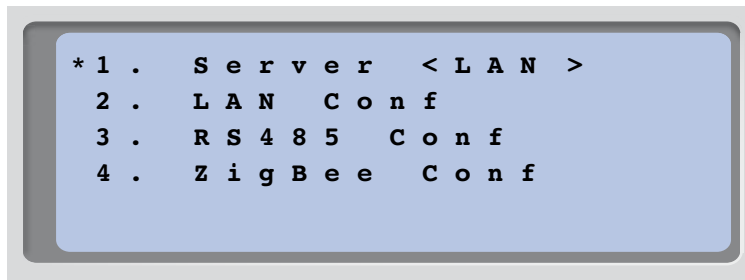 *1. Server <LAN>
2. LAN Conf
3. RS485 Conf
4. ZigBee Conf